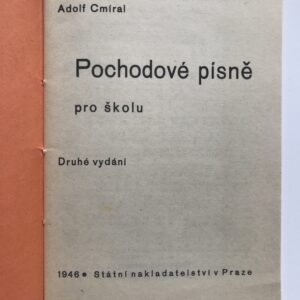 Adolf Cmíral
Pochodové písně
pro školu
Druhé vydání
1946 • Státní nakladatelství v Praze